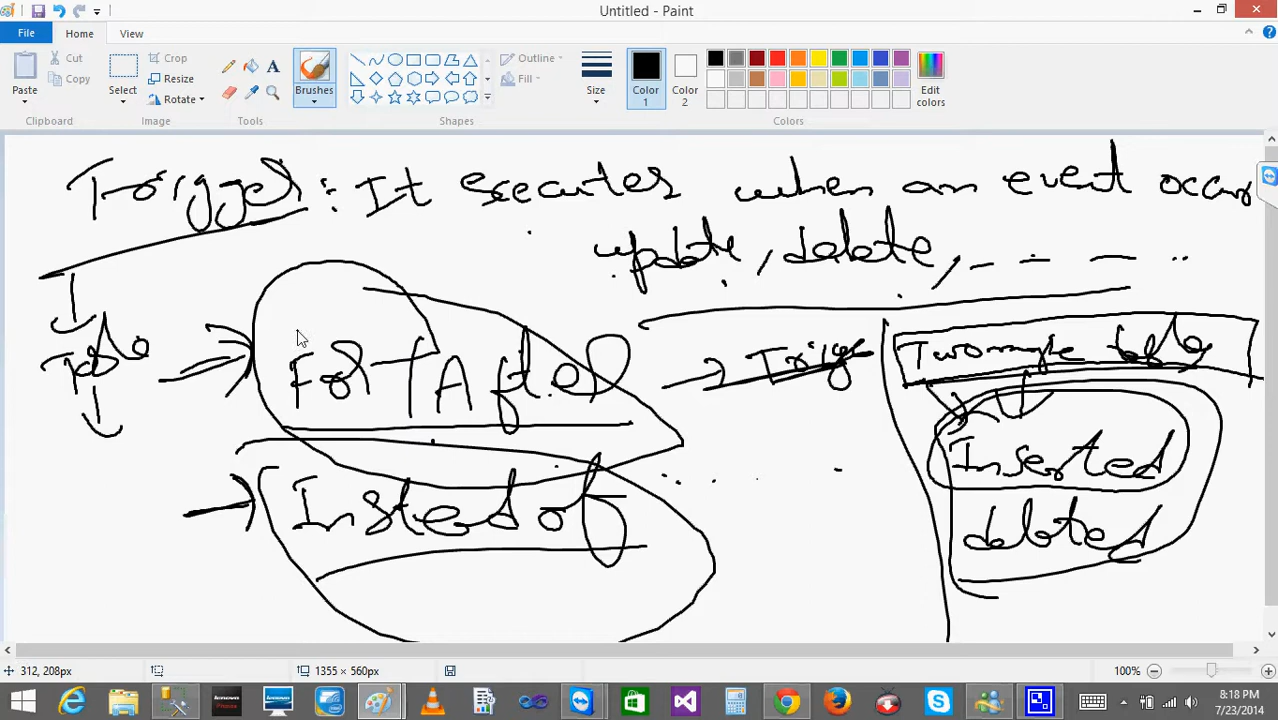 Untitled - Paint
File Home View
Paste Cut Copy Select Crop Resize Rotate Brushes Outline Fill Size Color 1 Color 2 Edit colors
Clipboard Image Tools Shapes Colors
Trigger : It executes when an event occurs
update, delete, - - - ..
Table → For / After → Trigger
Two magic table
Inserted
Insted of
deleted
312, 208px 1355 × 560px 100%
8:18 PM
7/23/2014